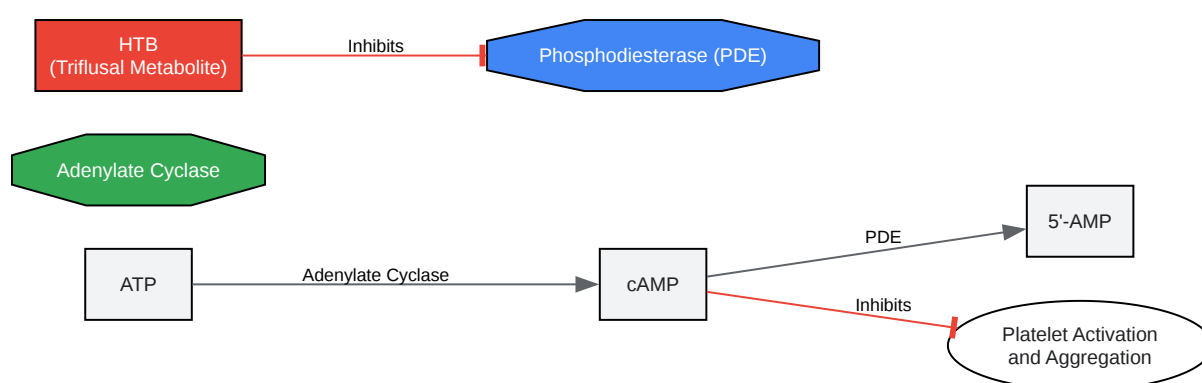 HTB
(Triflusal Metabolite)
Inhibits
Phosphodiesterase (PDE)
Adenylate Cyclase
ATP
Adenylate Cyclase
cAMP
PDE
5'-AMP
Inhibits
Platelet Activation
and Aggregation